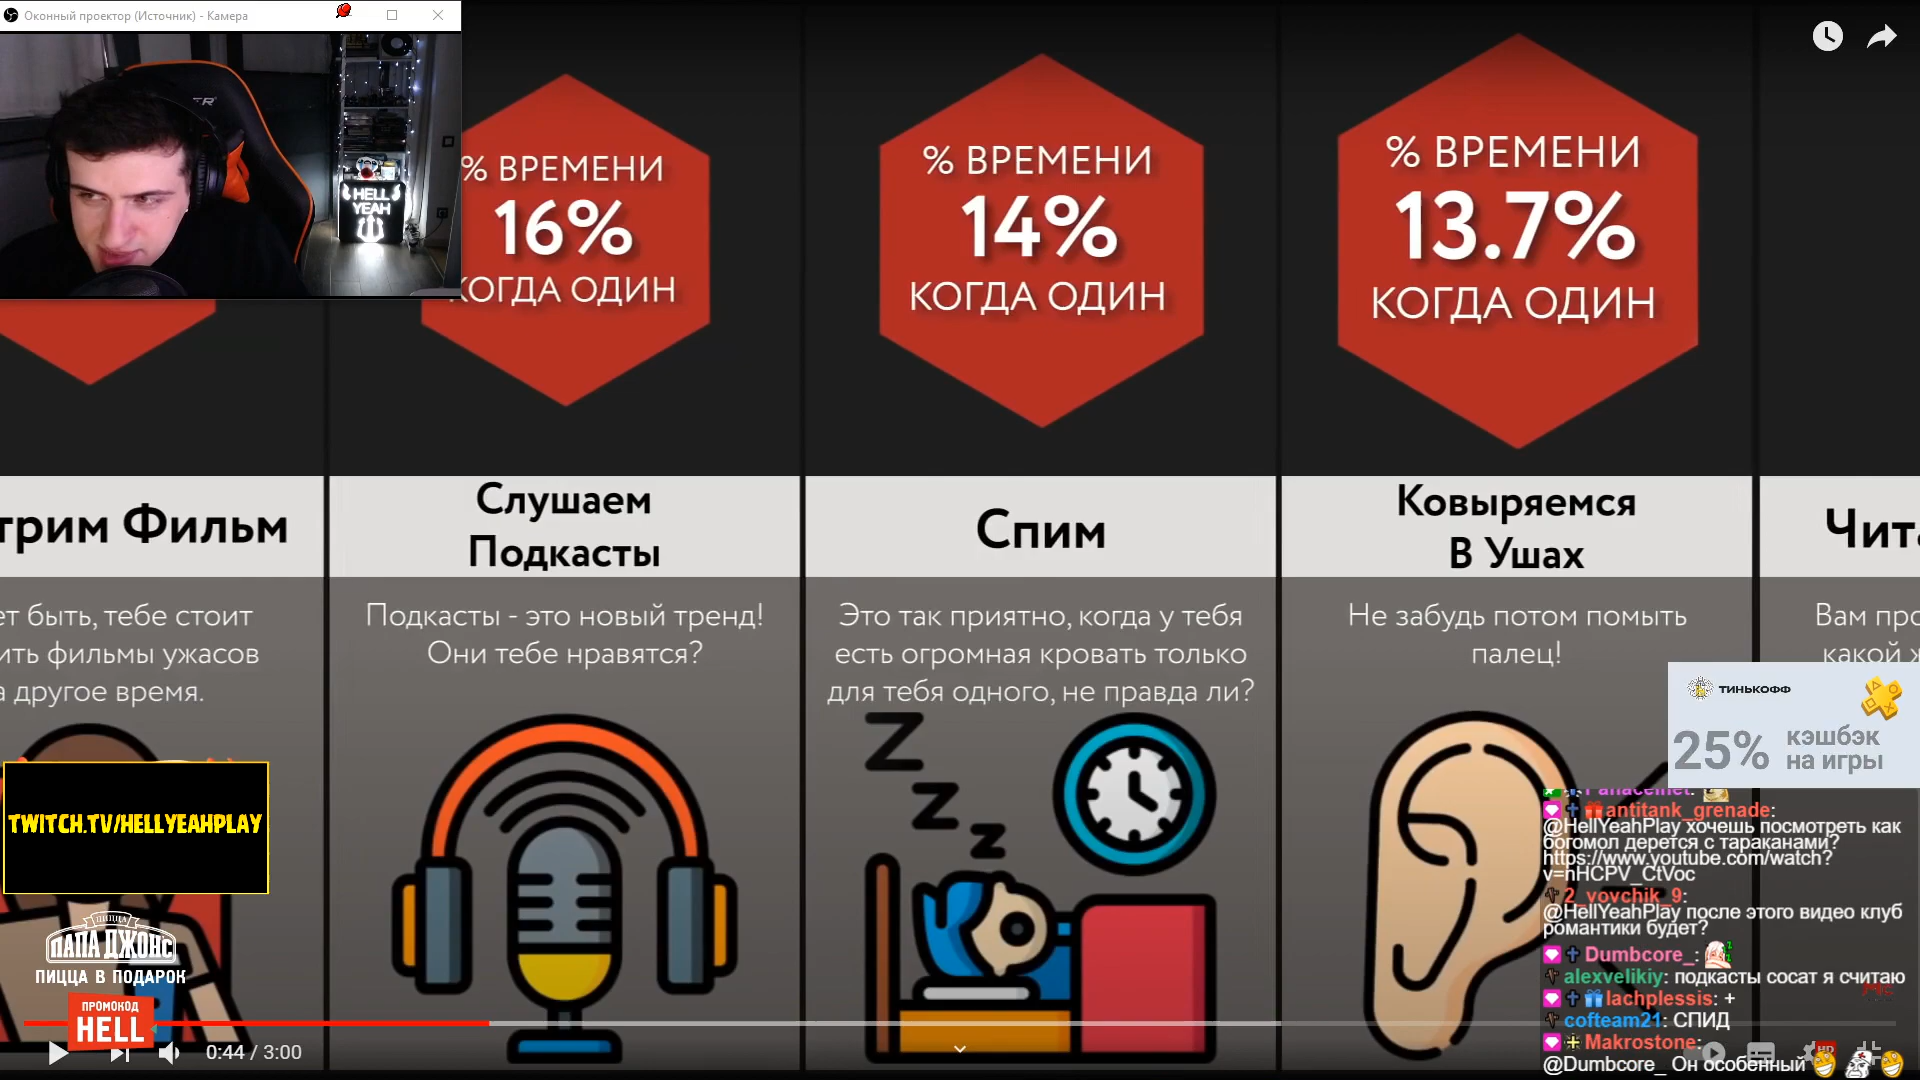 Оконный проектор (Источник) - Камера
HELL
YEAH
% ВРЕМЕНИ
16%
КОГДА ОДИН
% ВРЕМЕНИ
14%
КОГДА ОДИН
% ВРЕМЕНИ
13.7%
КОГДА ОДИН
трим Фильм
Слушаем
Подкасты
Спим
Ковыряемся
В Ушах
Чит
ет быть, тебе стоит
ить фильмы ужасов
а другое время.
Подкасты - это новый тренд!
Они тебе нравятся?
Это так приятно, когда у тебя
есть огромная кровать только
для тебя одного, не правда ли?
Не забудь потом помыть
палец!
Вам про
какой ж
Z
Z
Z
ТИНЬКОФФ
25% кэшбэк
на игры
TWITCH.TV/HELLYEAHPLAY
ПИЦЦА
ПАПА ДЖОНС
ПИЦЦА В ПОДАРОК
ПРОМОКОД
HELL
0:44 / 3:00
antitank_grenade:
@HellYeahPlay хочешь посмотреть как
богомол дерется с тараканами?
https://www.youtube.com/watch?
v=hHCPV_CtVoc
2_vovchik_9:
@HellYeahPlay после этого видео клуб
романтики будет?
Dumbcore_:
alexvelikiy: подкасты сосат я считаю
lachplessis: +
cofteam21: СПИД
Makrostone:
@Dumbcore_ Он особенный
HD